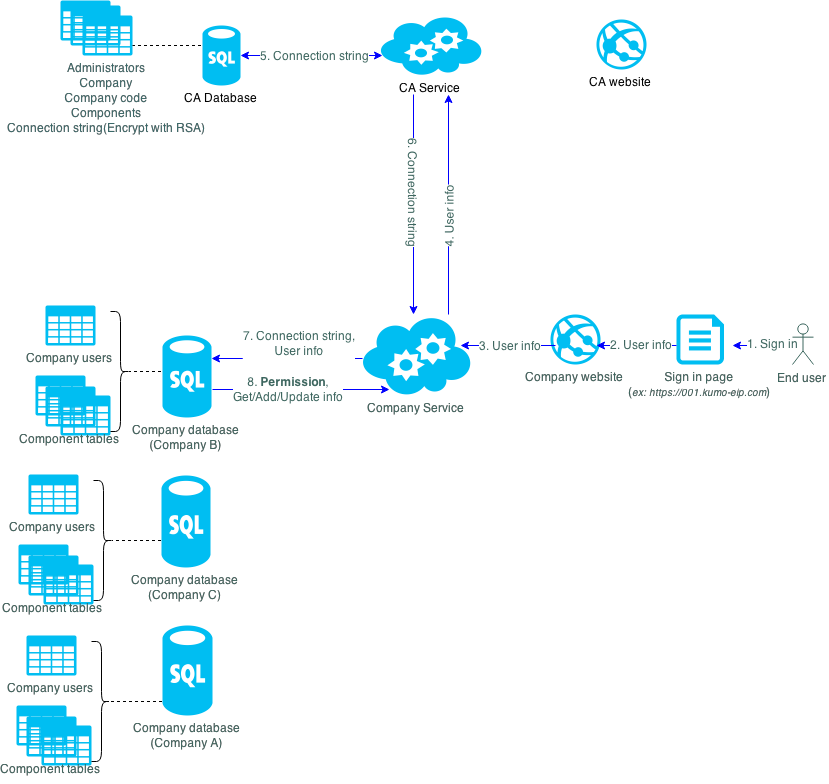 SQL
5. Connection string
Administrators
Company
Company code
Components
Connection string(Encrypt with RSA)
CA Database
CA Service
CA website
6. Connection string
4. User info
7. Connection string,
User info
8. Permission,
Get/Add/Update info
3. User info
2. User info
1. Sign in
Company users
SQL
Component tables
Company database
(Company B)
Company Service
Company website
Sign in page
(ex: https://001.kumo-eip.com)
End user
Company users
SQL
Component tables
Company database
(Company C)
Company users
SQL
Component tables
Company database
(Company A)